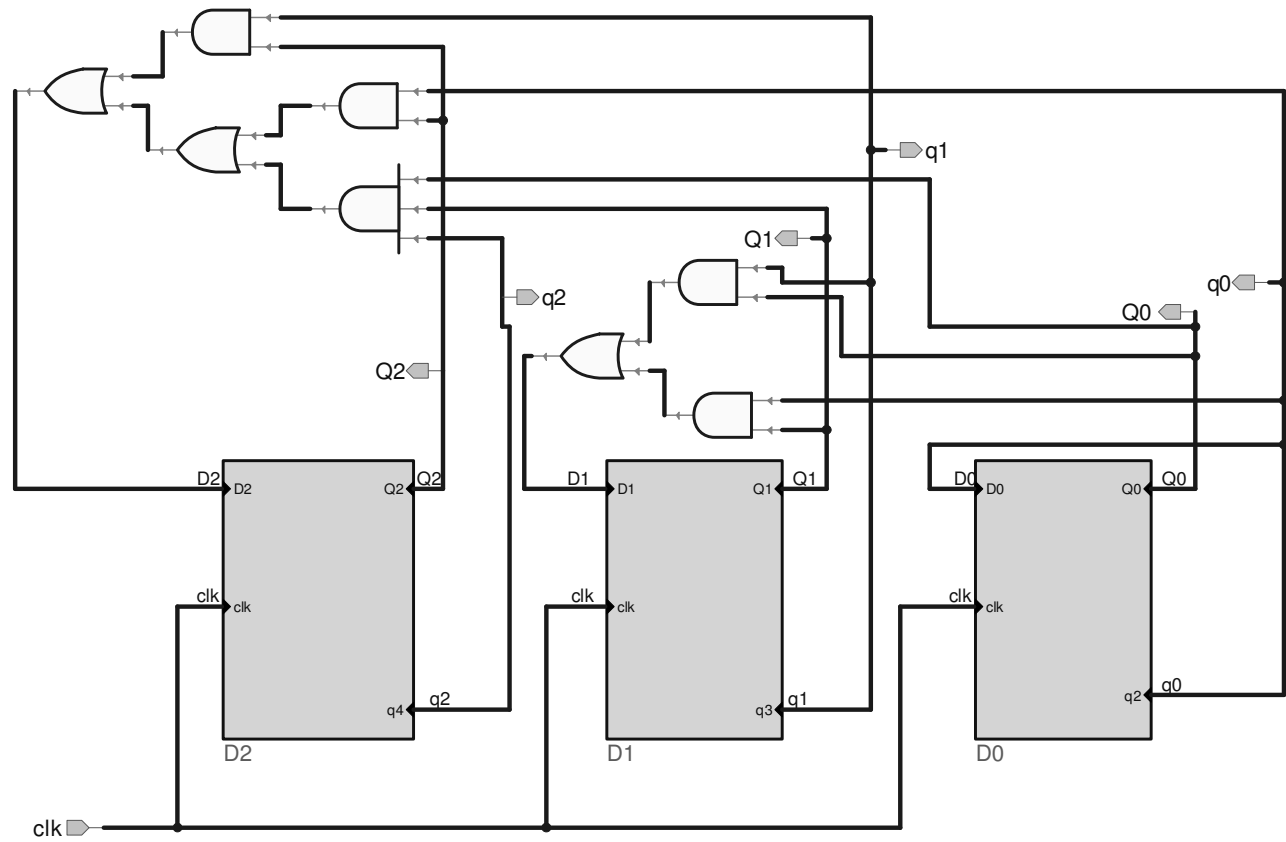 q1
Q1
q2
q0
Q0
Q2
D2 Q2 D1 Q1 D0 Q0
D2 Q2 D1 Q1 D0 Q0
clk clk clk
clk clk clk
q2 q1 q0
q4 q3 q2
D2 D1 D0
clk